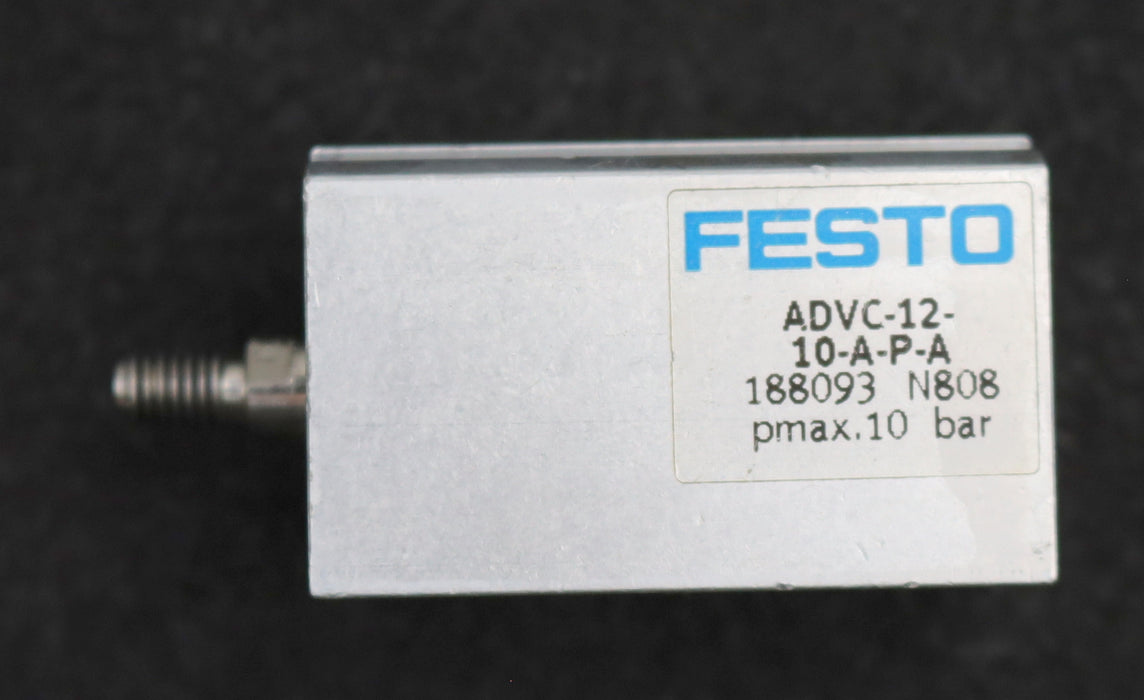 FESTO
ADVC-12-
10-A-P-A
188093 N808
pmax.10 bar